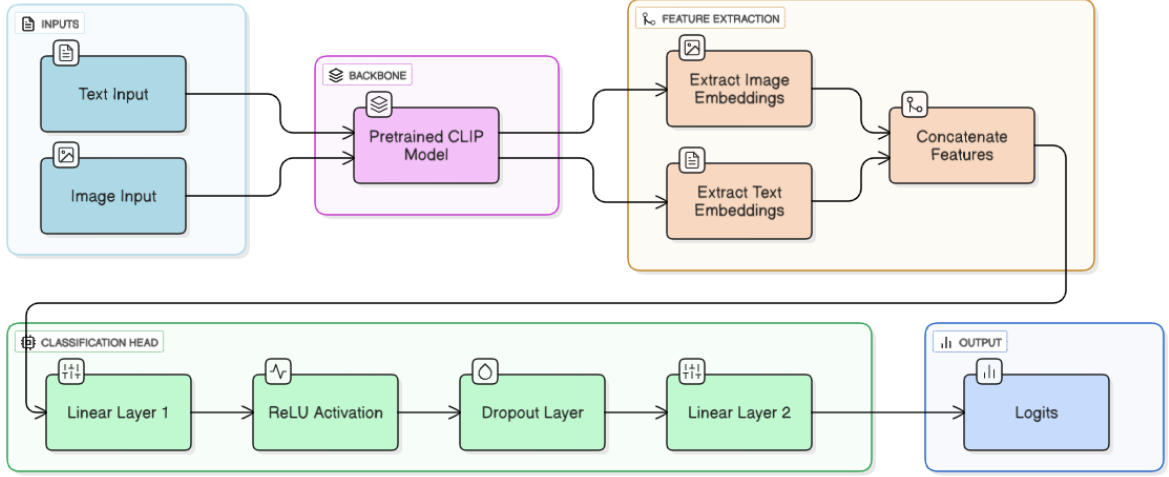 INPUTS
Text Input
Image Input
BACKBONE
Pretrained CLIP
Model
FEATURE EXTRACTION
Extract Image
Embeddings
Extract Text
Embeddings
Concatenate
Features
CLASSIFICATION HEAD
Linear Layer 1
ReLU Activation
Dropout Layer
Linear Layer 2
OUTPUT
Logits